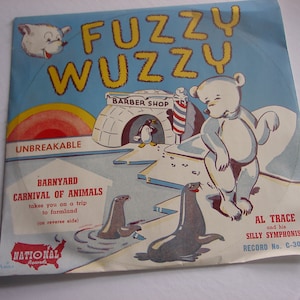 FUZZY
WUZZY
BARBER SHOP
UNBREAKABLE
BARNYARD
CARNIVAL OF ANIMALS
takes you on a trip
to farmland
(on reverse side)
AL TRACE
and his
SILLY SYMPHONI
NATIONAL
RECORD No. C-30